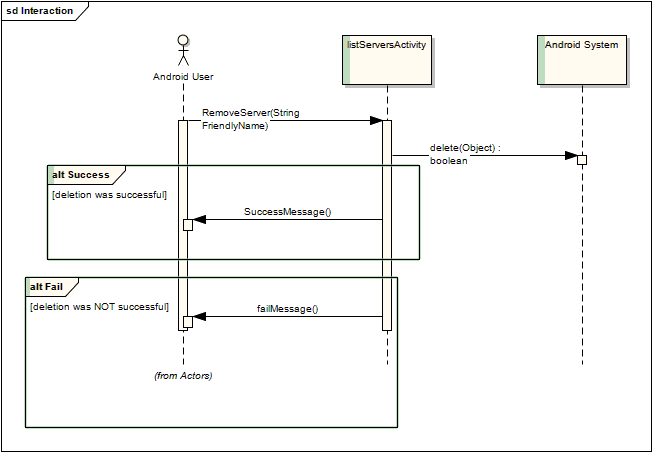 sd Interaction
Android User
listServersActivity
Android System
RemoveServer(String
FriendlyName)
delete(Object) :
boolean
alt Success
[deletion was successful]
SuccessMessage()
alt Fail
[deletion was NOT successful]
failMessage()
(from Actors)